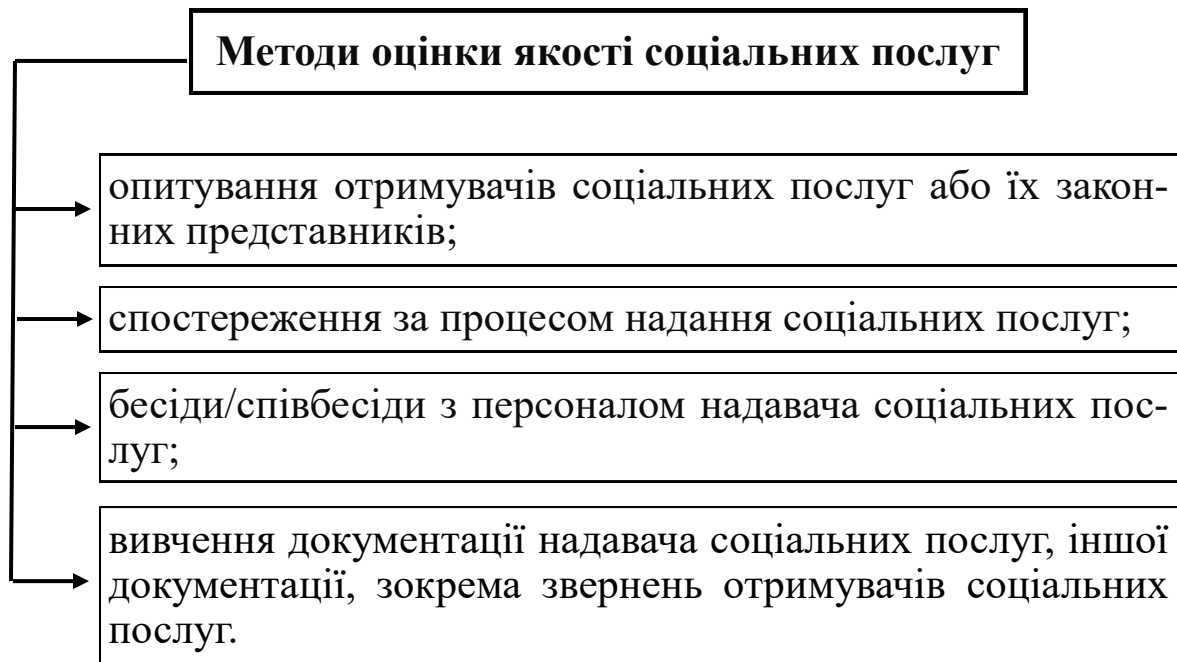 Методи оцінки якості соціальних послуг
опитування отримувачів соціальних послуг або їх закон-
них представників;
спостереження за процесом надання соціальних послуг;
бесіди/співбесіди з персоналом надавача соціальних пос-
луг;
вивчення документації надавача соціальних послуг, іншої
документації, зокрема звернень отримувачів соціальних
послуг.